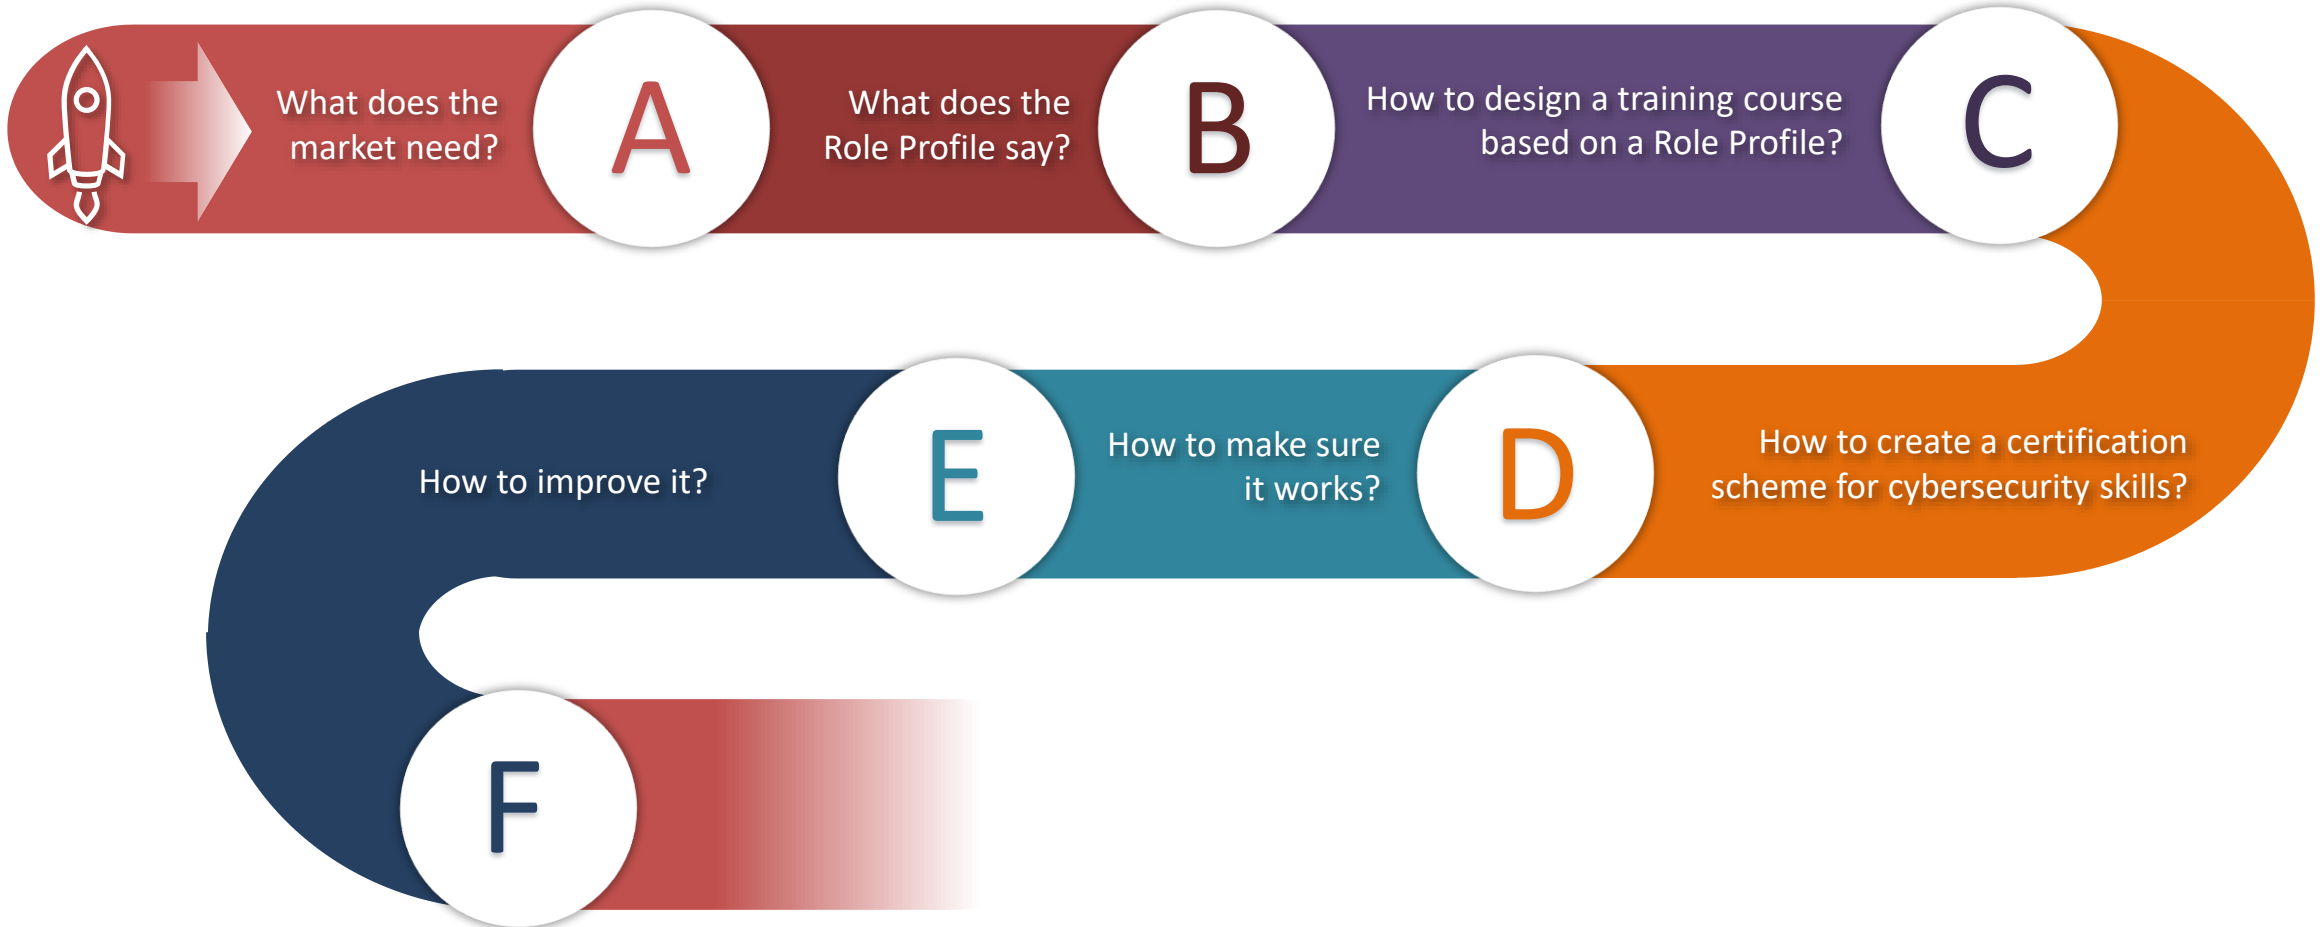 What does the
market need?
A
What does the
Role Profile say?
B
How to design a training course
based on a Role Profile?
C
How to create a certification
scheme for cybersecurity skills?
D
How to make sure
it works?
E
How to improve it?
F